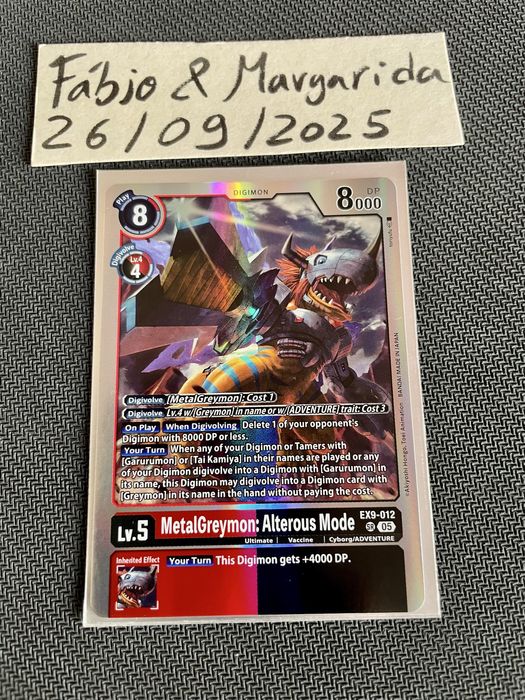 Fábio & Margarida
26/09/2025
DIGIMON
Play
8
8000
DP
Digivolve
Lv.4
4
Digivolve [MetalGreymon]: Cost 1
Digivolve Lv.4 w/[Greymon] in name or w/[ADVENTURE] trait: Cost 3
On Play When Digivolving Delete 1 of your opponent's
Digimon with 8000 DP or less.
Your Turn When any of your Digimon or Tamers with
[Garurumon] or [Tai Kamiya] in their names are played or any
of your Digimon digivolve into a Digimon with [Garurumon] in
its name, this Digimon may digivolve into a Digimon card with
[Greymon] in its name in the hand without paying the cost.
©Akiyoshi Hongo, Toei Animation BANDAI MADE IN JAPAN
Lv.5
MetalGreymon: Alterous Mode
EX9-012
SR 05
Ultimate | Vaccine | Cyborg/ADVENTURE
Inherited Effect
Your Turn This Digimon gets +4000 DP.